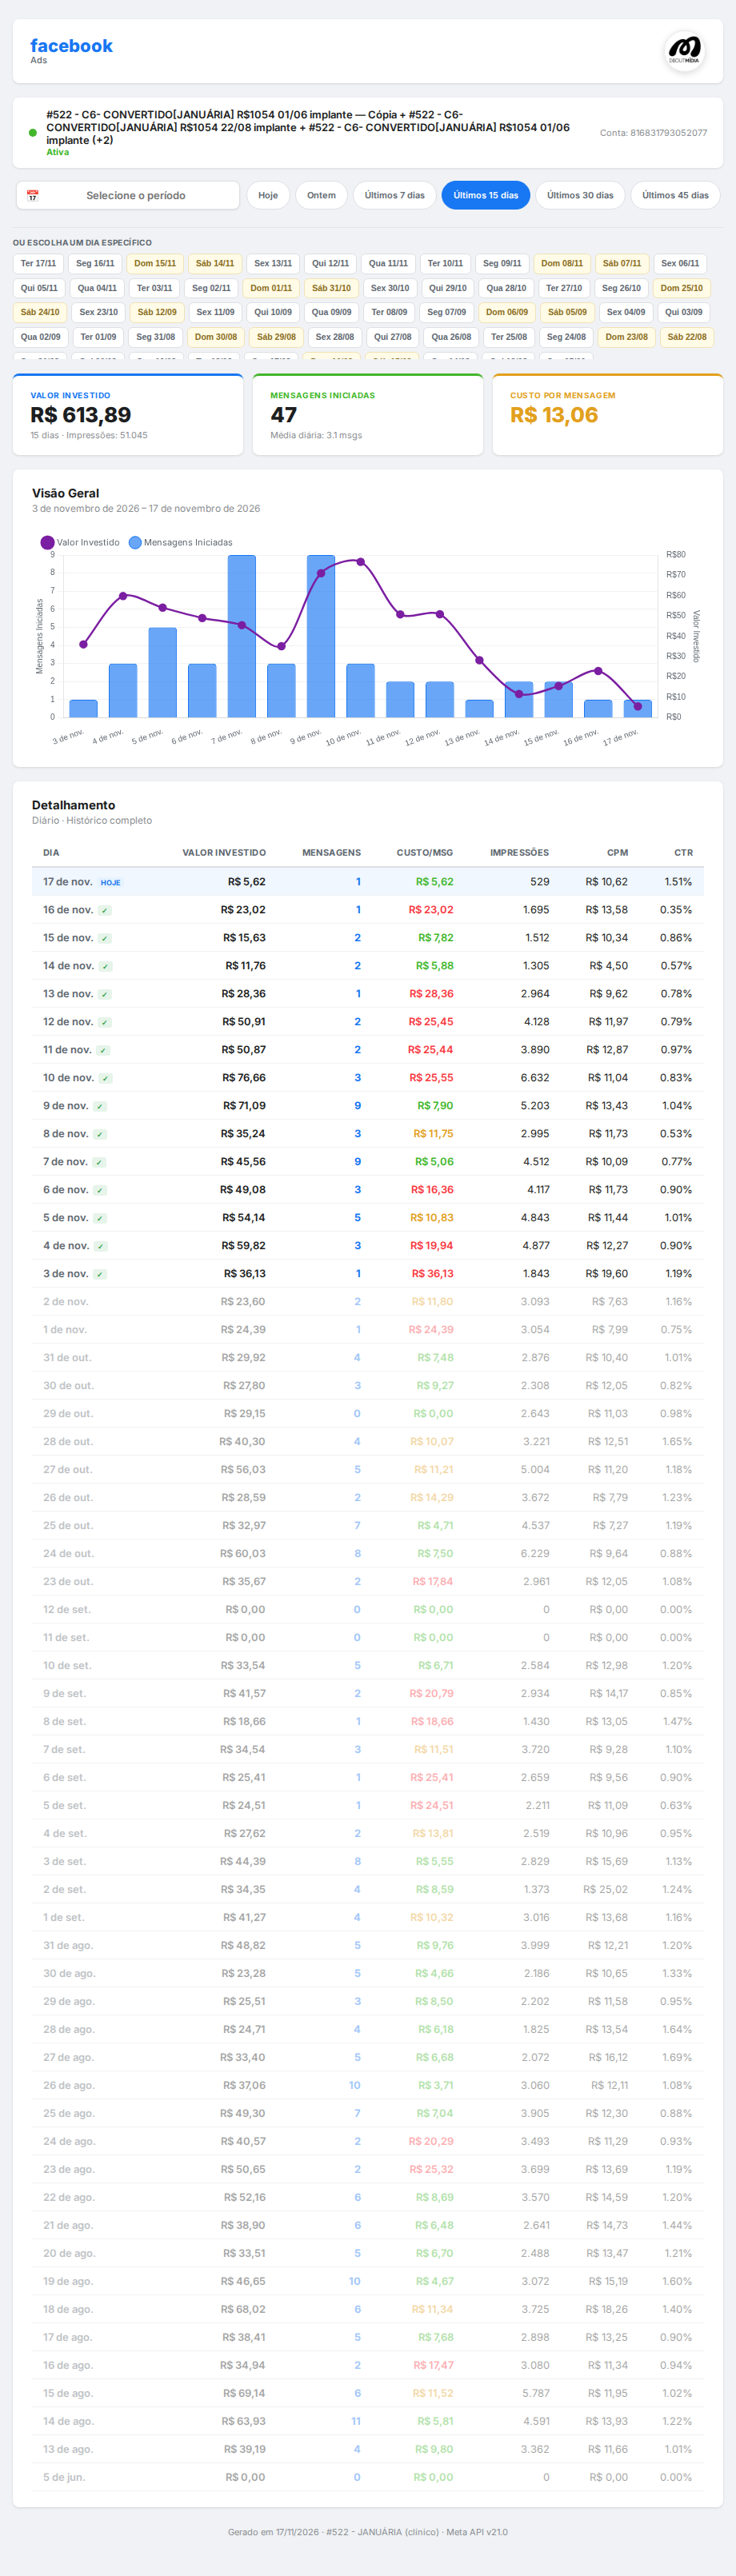 facebook
Ads
DBOUTMIDIA
#522 - C6- CONVERTIDO[JANUÁRIA] R$1054 01/06 implante — Cópia + #522 - C6-
CONVERTIDO[JANUÁRIA] R$1054 22/08 implante + #522 - C6- CONVERTIDO[JANUÁRIA] R$1054 01/06
implante (+2)
Ativa
Conta: 816831793052077
Selecione o período
Hoje
Ontem
Últimos 7 dias
Últimos 15 dias
Últimos 30 dias
Últimos 45 dias
OU ESCOLHA UM DIA ESPECÍFICO
Ter 17/11 Seg 16/11 Dom 15/11 Sáb 14/11 Sex 13/11 Qui 12/11 Qua 11/11 Ter 10/11 Seg 09/11 Dom 08/11 Sáb 07/11 Sex 06/11
Qui 05/11 Qua 04/11 Ter 03/11 Seg 02/11 Dom 01/11 Sáb 31/10 Sex 30/10 Qui 29/10 Qua 28/10 Ter 27/10 Seg 26/10 Dom 25/10
Sáb 24/10 Sex 23/10 Sáb 12/09 Sex 11/09 Qui 10/09 Qua 09/09 Ter 08/09 Seg 07/09 Dom 06/09 Sáb 05/09 Sex 04/09 Qui 03/09
Qua 02/09 Ter 01/09 Seg 31/08 Dom 30/08 Sáb 29/08 Sex 28/08 Qui 27/08 Qua 26/08 Ter 25/08 Seg 24/08 Dom 23/08 Sáb 22/08
VALOR INVESTIDO
R$ 613,89
15 dias · Impressões: 51.045
MENSAGENS INICIADAS
47
Média diária: 3.1 msgs
CUSTO POR MENSAGEM
R$ 13,06
Visão Geral
3 de novembro de 2026 – 17 de novembro de 2026
Valor Investido Mensagens Iniciadas
9
8
7
6
5
4
3
2
1
0
Mensagens Iniciadas
R$80
R$70
R$60
R$50
R$40
R$30
R$20
R$10
R$0
Valor Investido
3 de nov. 4 de nov. 5 de nov. 6 de nov. 7 de nov. 8 de nov. 9 de nov. 10 de nov. 11 de nov. 12 de nov. 13 de nov. 14 de nov. 15 de nov. 16 de nov. 17 de nov.
Detalhamento
Diário · Histórico completo
DIA VALOR INVESTIDO MENSAGENS CUSTO/MSG IMPRESSÕES CPM CTR
17 de nov. HOJE R$ 5,62 1 R$ 5,62 529 R$ 10,62 1.51%
16 de nov. ✓ R$ 23,02 1 R$ 23,02 1.695 R$ 13,58 0.35%
15 de nov. ✓ R$ 15,63 2 R$ 7,82 1.512 R$ 10,34 0.86%
14 de nov. ✓ R$ 11,76 2 R$ 5,88 1.305 R$ 4,50 0.57%
13 de nov. ✓ R$ 28,36 1 R$ 28,36 2.964 R$ 9,62 0.78%
12 de nov. ✓ R$ 50,91 2 R$ 25,45 4.128 R$ 11,97 0.79%
11 de nov. ✓ R$ 50,87 2 R$ 25,44 3.890 R$ 12,87 0.97%
10 de nov. ✓ R$ 76,66 3 R$ 25,55 6.632 R$ 11,04 0.83%
9 de nov. ✓ R$ 71,09 9 R$ 7,90 5.203 R$ 13,43 1.04%
8 de nov. ✓ R$ 35,24 3 R$ 11,75 2.995 R$ 11,73 0.53%
7 de nov. ✓ R$ 45,56 9 R$ 5,06 4.512 R$ 10,09 0.77%
6 de nov. ✓ R$ 49,08 3 R$ 16,36 4.117 R$ 11,73 0.90%
5 de nov. ✓ R$ 54,14 5 R$ 10,83 4.843 R$ 11,44 1.01%
4 de nov. ✓ R$ 59,82 3 R$ 19,94 4.877 R$ 12,27 0.90%
3 de nov. ✓ R$ 36,13 1 R$ 36,13 1.843 R$ 19,60 1.19%
2 de nov. R$ 23,60 2 R$ 11,80 3.093 R$ 7,63 1.16%
1 de nov. R$ 24,39 1 R$ 24,39 3.054 R$ 7,99 0.75%
31 de out. R$ 29,92 4 R$ 7,48 2.876 R$ 10,40 1.01%
30 de out. R$ 27,80 3 R$ 9,27 2.308 R$ 12,05 0.82%
29 de out. R$ 29,15 0 R$ 0,00 2.643 R$ 11,03 0.98%
28 de out. R$ 40,30 4 R$ 10,07 3.221 R$ 12,51 1.65%
27 de out. R$ 56,03 5 R$ 11,21 5.004 R$ 11,20 1.18%
26 de out. R$ 28,59 2 R$ 14,29 3.672 R$ 7,79 1.23%
25 de out. R$ 32,97 7 R$ 4,71 4.537 R$ 7,27 1.19%
24 de out. R$ 60,03 8 R$ 7,50 6.229 R$ 9,64 0.88%
23 de out. R$ 35,67 2 R$ 17,84 2.961 R$ 12,05 1.08%
12 de set. R$ 0,00 0 R$ 0,00 0 R$ 0,00 0.00%
11 de set. R$ 0,00 0 R$ 0,00 0 R$ 0,00 0.00%
10 de set. R$ 33,54 5 R$ 6,71 2.584 R$ 12,98 1.20%
9 de set. R$ 41,57 2 R$ 20,79 2.934 R$ 14,17 0.85%
8 de set. R$ 18,66 1 R$ 18,66 1.430 R$ 13,05 1.47%
7 de set. R$ 34,54 3 R$ 11,51 3.720 R$ 9,28 1.10%
6 de set. R$ 25,41 1 R$ 25,41 2.659 R$ 9,56 0.90%
5 de set. R$ 24,51 1 R$ 24,51 2.211 R$ 11,09 0.63%
4 de set. R$ 27,62 2 R$ 13,81 2.519 R$ 10,96 0.95%
3 de set. R$ 44,39 8 R$ 5,55 2.829 R$ 15,69 1.13%
2 de set. R$ 34,35 4 R$ 8,59 1.373 R$ 25,02 1.24%
1 de set. R$ 41,27 4 R$ 10,32 3.016 R$ 13,68 1.16%
31 de ago. R$ 48,82 5 R$ 9,76 3.999 R$ 12,21 1.20%
30 de ago. R$ 23,28 5 R$ 4,66 2.186 R$ 10,65 1.33%
29 de ago. R$ 25,51 3 R$ 8,50 2.202 R$ 11,58 0.95%
28 de ago. R$ 24,71 4 R$ 6,18 1.825 R$ 13,54 1.64%
27 de ago. R$ 33,40 5 R$ 6,68 2.072 R$ 16,12 1.69%
26 de ago. R$ 37,06 10 R$ 3,71 3.060 R$ 12,11 1.08%
25 de ago. R$ 49,30 7 R$ 7,04 3.905 R$ 12,30 0.88%
24 de ago. R$ 40,57 2 R$ 20,29 3.493 R$ 11,29 0.93%
23 de ago. R$ 50,65 2 R$ 25,32 3.699 R$ 13,69 1.19%
22 de ago. R$ 52,16 6 R$ 8,69 3.570 R$ 14,59 1.20%
21 de ago. R$ 38,90 6 R$ 6,48 2.641 R$ 14,73 1.44%
20 de ago. R$ 33,51 5 R$ 6,70 2.488 R$ 13,47 1.21%
19 de ago. R$ 46,65 10 R$ 4,67 3.072 R$ 15,19 1.60%
18 de ago. R$ 68,02 6 R$ 11,34 3.725 R$ 18,26 1.40%
17 de ago. R$ 38,41 5 R$ 7,68 2.898 R$ 13,25 0.90%
16 de ago. R$ 34,94 2 R$ 17,47 3.080 R$ 11,34 0.94%
15 de ago. R$ 69,14 6 R$ 11,52 5.787 R$ 11,95 1.02%
14 de ago. R$ 63,93 11 R$ 5,81 4.591 R$ 13,93 1.22%
13 de ago. R$ 39,19 4 R$ 9,80 3.362 R$ 11,66 1.01%
5 de jun. R$ 0,00 0 R$ 0,00 0 R$ 0,00 0.00%
Gerado em 17/11/2026 · #522 - JANUÁRIA (clínico) · Meta API v21.0